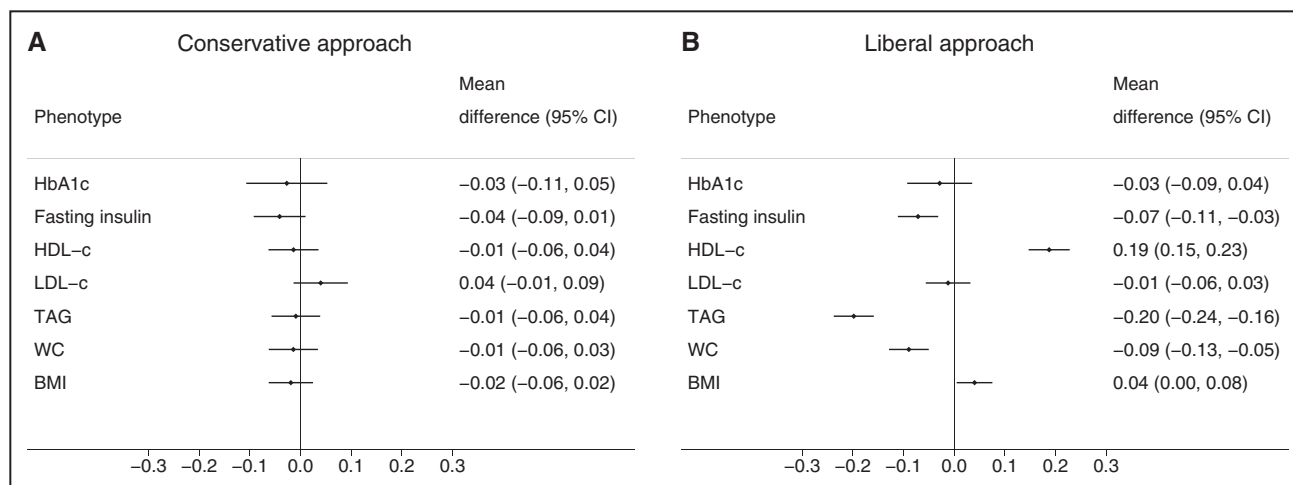 A Conservative approach
Mean
Phenotype difference (95% CI)
HbA1c −0.03 (−0.11, 0.05)
Fasting insulin −0.04 (−0.09, 0.01)
HDL−c −0.01 (−0.06, 0.04)
LDL−c 0.04 (−0.01, 0.09)
TAG −0.01 (−0.06, 0.04)
WC −0.01 (−0.06, 0.03)
BMI −0.02 (−0.06, 0.02)
−0.3 −0.2 −0.1 0.0 0.1 0.2 0.3
B Liberal approach
Mean
Phenotype difference (95% CI)
HbA1c −0.03 (−0.09, 0.04)
Fasting insulin −0.07 (−0.11, −0.03)
HDL−c 0.19 (0.15, 0.23)
LDL−c −0.01 (−0.06, 0.03)
TAG −0.20 (−0.24, −0.16)
WC −0.09 (−0.13, −0.05)
BMI 0.04 (0.00, 0.08)
−0.3 −0.2 −0.1 0.0 0.1 0.2 0.3